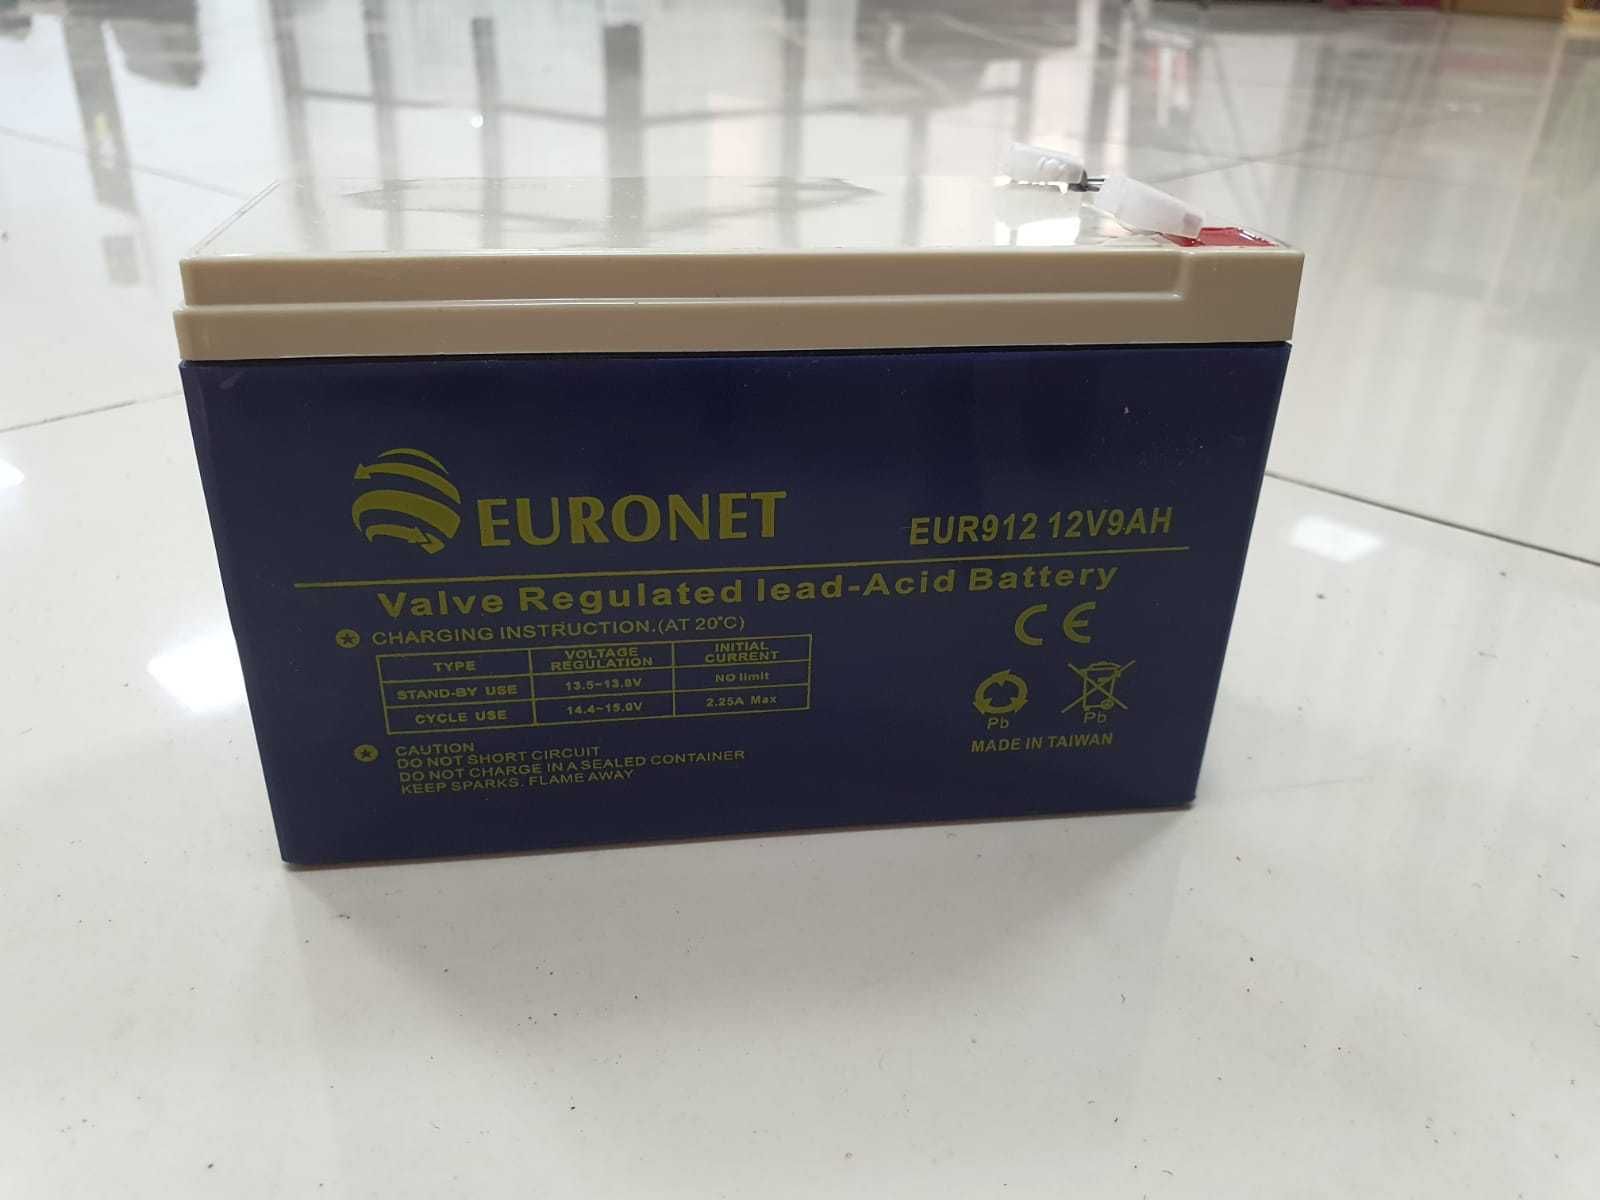 EURONET
EUR912 12V9AH
Valve Regulated lead-Acid Battery
CHARGING INSTRUCTION.(AT 20°C)
TYPE VOLTAGE REGULATION INITIAL CURRENT
STAND-BY USE 13.5~13.8V NO limit
CYCLE USE 14.4~15.0V 2.25A Max
CE
Pb Pb
MADE IN TAIWAN
CAUTION
DO NOT SHORT CIRCUIT
DO NOT CHARGE IN A SEALED CONTAINER
KEEP SPARKS. FLAME AWAY